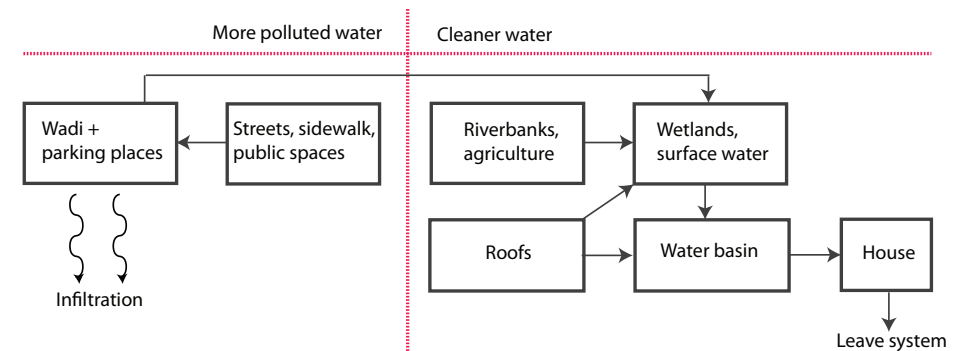 More polluted water
Cleaner water
Wadi +
parking places
Streets, sidewalk,
public spaces
Riverbanks,
agriculture
Wetlands,
surface water
Roofs
Water basin
House
Infiltration
Leave system